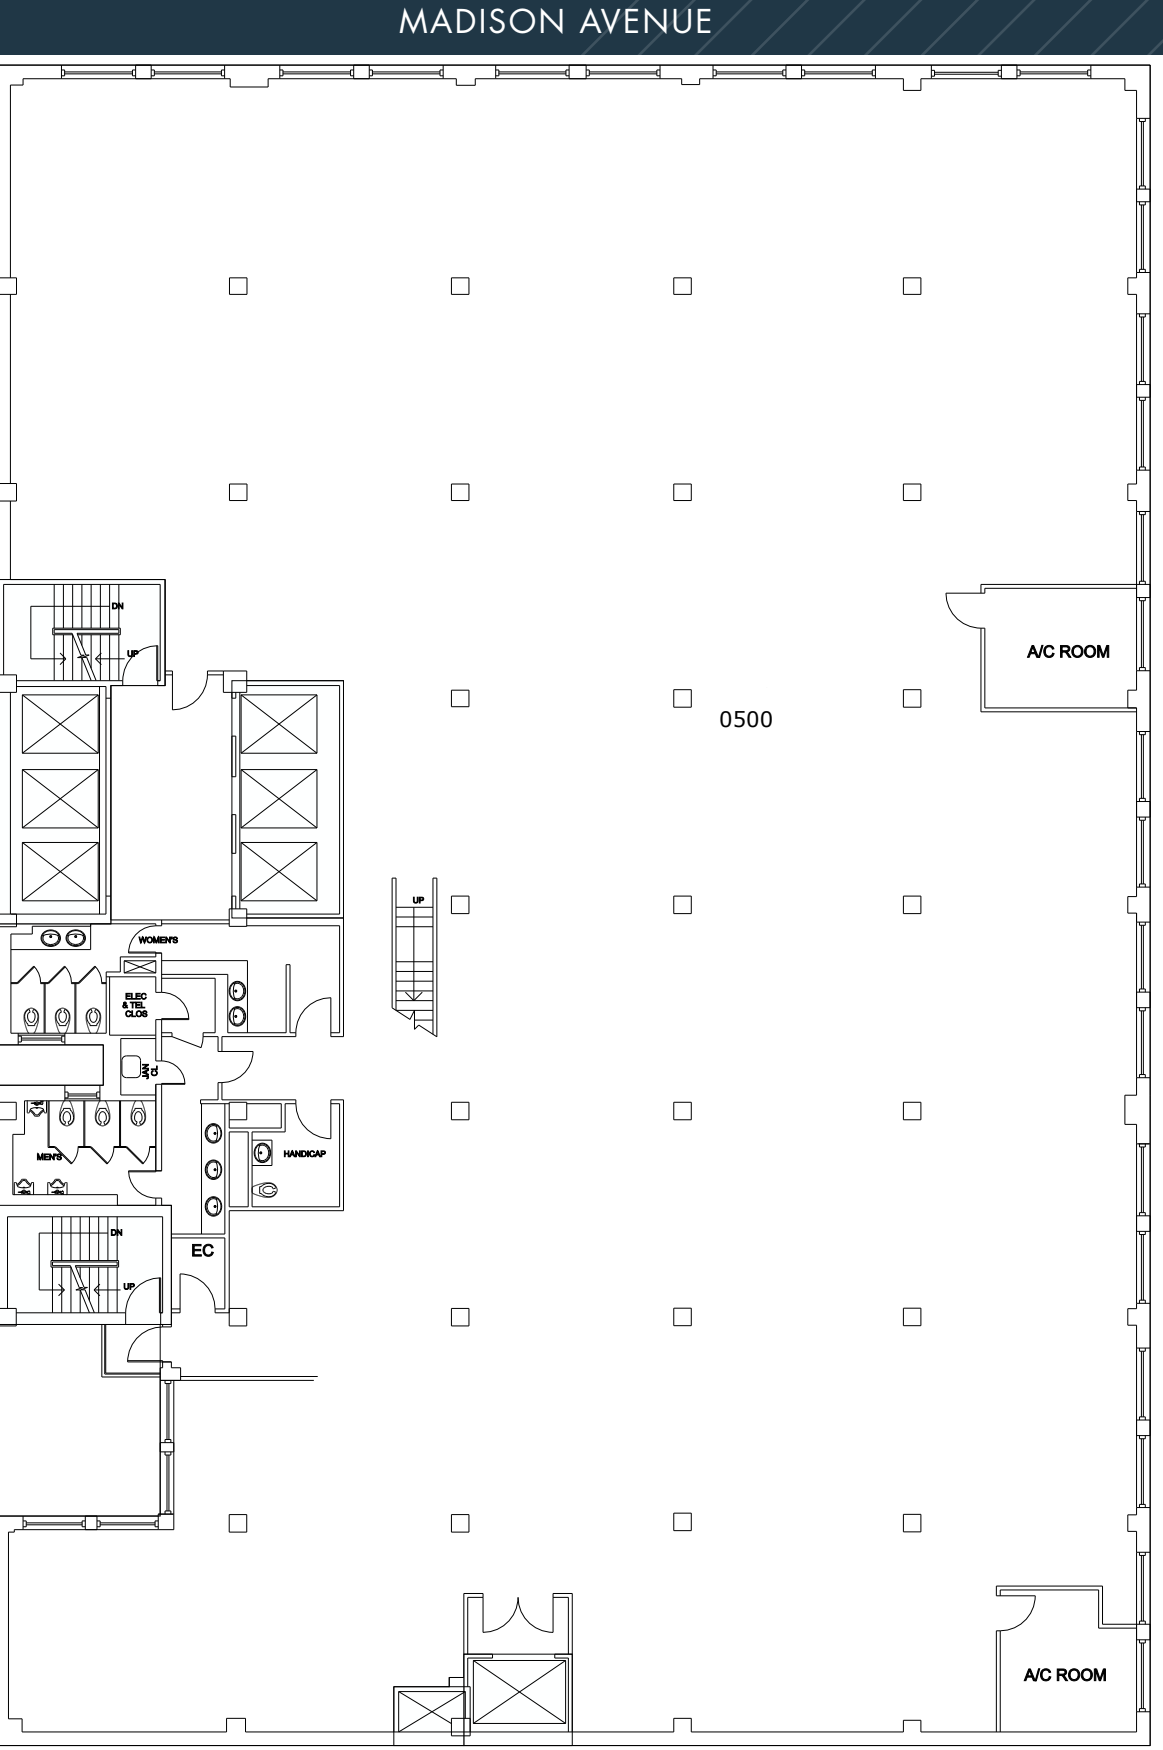 MADISON AVENUE
DN
UP
A/C ROOM
0500
UP
WOMEN'S
ELEC
& TEL
CLOS
JAN
CL
MEN'S
HANDICAP
DN
EC
UP
A/C ROOM